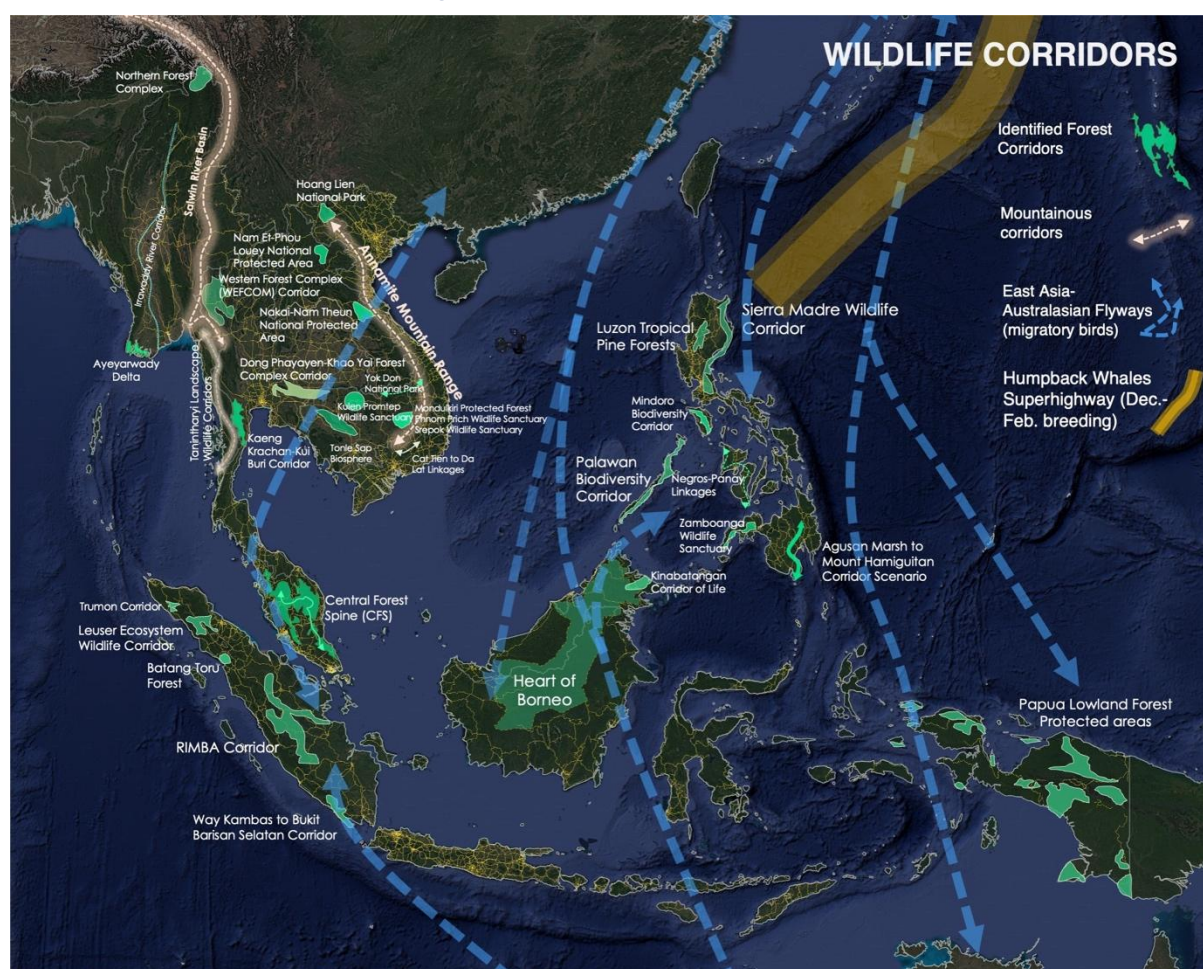 WILDLIFE CORRIDORS
Identified Forest
Corridors
Mountainous
corridors
East Asia-
Australasian Flyways
(migratory birds)
Humpback Whales
Superhighway (Dec.-
Feb. breeding)
Northern Forest
Complex
Salwin River Basin
Irrawaddy River Corridor
Hoang Lien
National Park
Nam Et-Phou
Louey National
Protected Area
Annamite Mountain Range
Western Forest Complex
(WEFCOM) Corridor
Nakai-Nam Theun
National Protected
Area
Ayeyarwady
Delta
Dong Phayayen-Khao Yai Forest
Complex Corridor
Yok Don
National Park
Kulen Promtep
Wildlife Sanctuary
Mondulkiri Protected Forest
Phnom Prich Wildlife Sanctuary
Srepok Wildlife Sanctuary
Tonle Sap
Biosphere
Cat Tien to Da
Lat Linkages
Taninthanyi Landscapes
Wildlife Corridors
Kaeng
Krachan-Kui
Buri Corridor
Luzon Tropical
Pine Forests
Sierra Madre Wildlife
Corridor
Mindoro
Biodiversity
Corridor
Palawan
Biodiversity
Corridor
Negros-Panay
Linkages
Zamboanga
Wildlife
Sanctuary
Agusan Marsh to
Mount Hamiguitan
Corridor Scenario
Kinabatangan
Corridor of Life
Central Forest
Spine (CFS)
Trumon Corridor
Leuser Ecosystem
Wildlife Corridor
Batang Toru
Forest
Heart of
Borneo
RIMBA Corridor
Papua Lowland Forest
Protected areas
Way Kambas to Bukit
Barisan Selatan Corridor